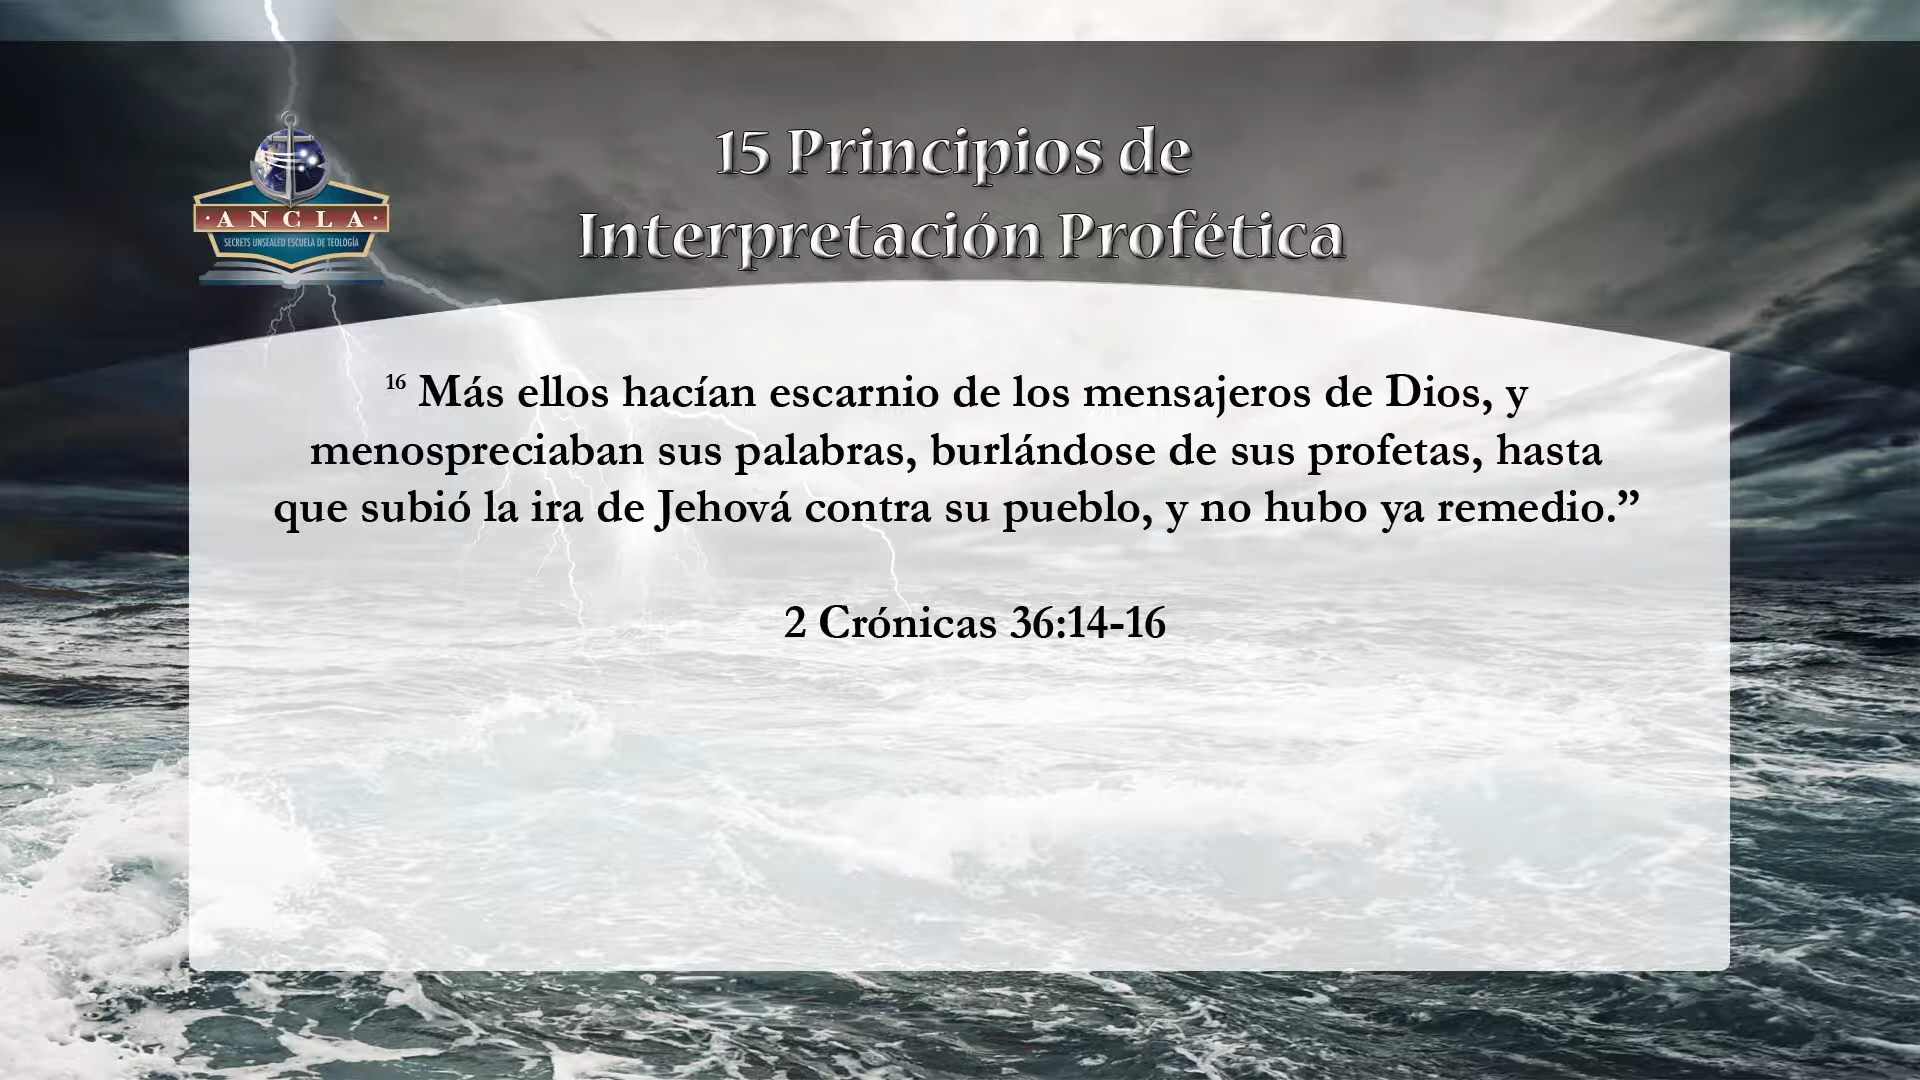 15 Principios de
Interpretación Profética
·ANCLA·
SECRETS UNSEALED ESCUELA DE TEOLOGÍA
16 Más ellos hacían escarnio de los mensajeros de Dios, y
menospreciaban sus palabras, burlándose de sus profetas, hasta
que subió la ira de Jehová contra su pueblo, y no hubo ya remedio.”
2 Crónicas 36:14-16